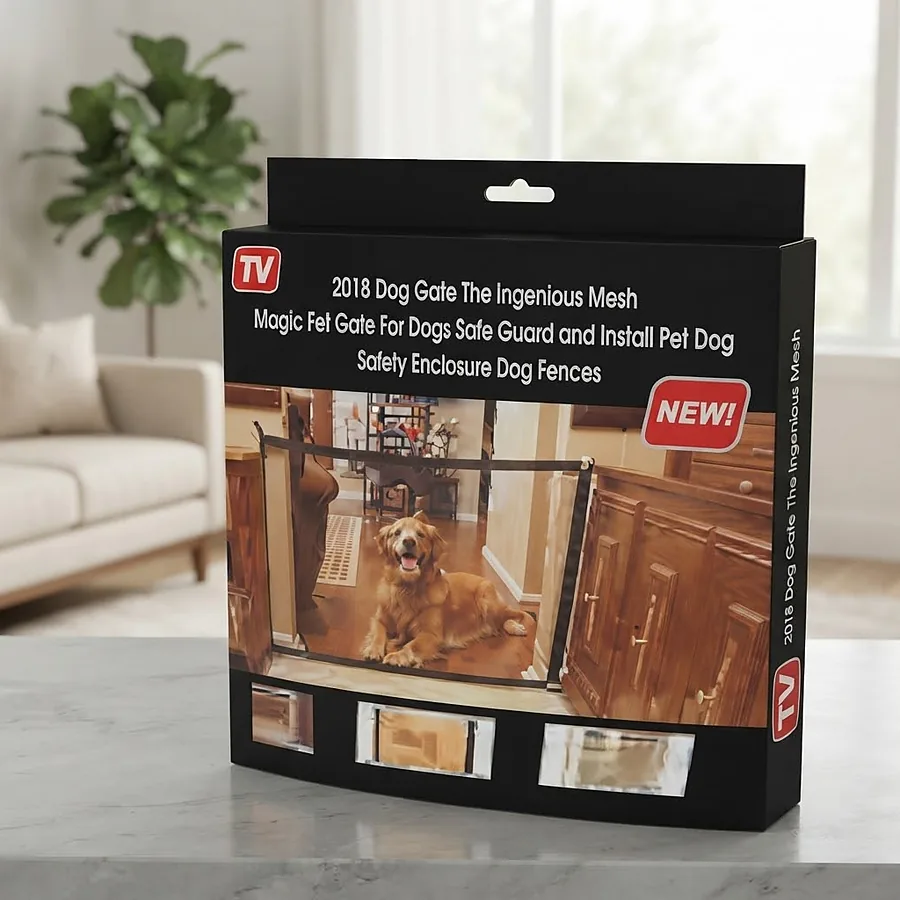 TV
2018 Dog Gate The Ingenious Mesh
Magic Fet Gate For Dogs Safe Guard and Install Pet Dog
Safety Enclosure Dog Fences
NEW!
2018 Dog Gate The Ingenious Mesh
TV